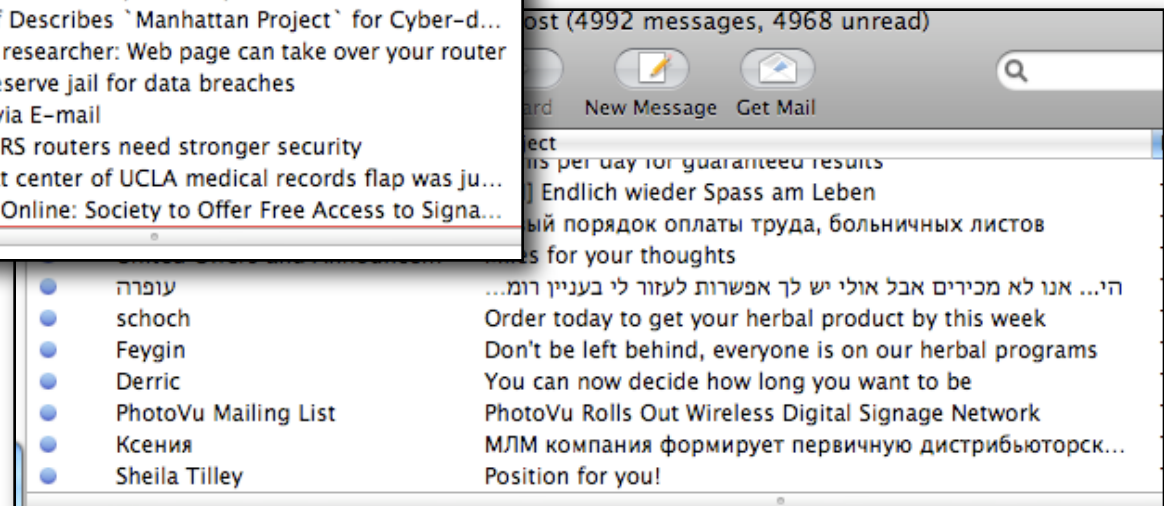 Describes `Manhattan Project` for Cyber-d...
researcher: Web page can take over your router
eserve jail for data breaches
via E-mail
RS routers need stronger security
t center of UCLA medical records flap was ju...
Online: Society to Offer Free Access to Signa...
ost (4992 messages, 4968 unread)
ard New Message Get Mail
ject
per day for guaranteed results
] Endlich wieder Spass am Leben
ый порядок оплаты труда, больничных листов
es for your thoughts
עופרה הי... אנו לא מכירים אבל אולי יש לך אפשרות לעזור לי בעניין רומ...
schoch Order today to get your herbal product by this week
Feygin Don't be left behind, everyone is on our herbal programs
Derric You can now decide how long you want to be
PhotoVu Mailing List PhotoVu Rolls Out Wireless Digital Signage Network
Ксения МЛМ компания формирует первичную дистрибьюторск...
Sheila Tilley Position for you!